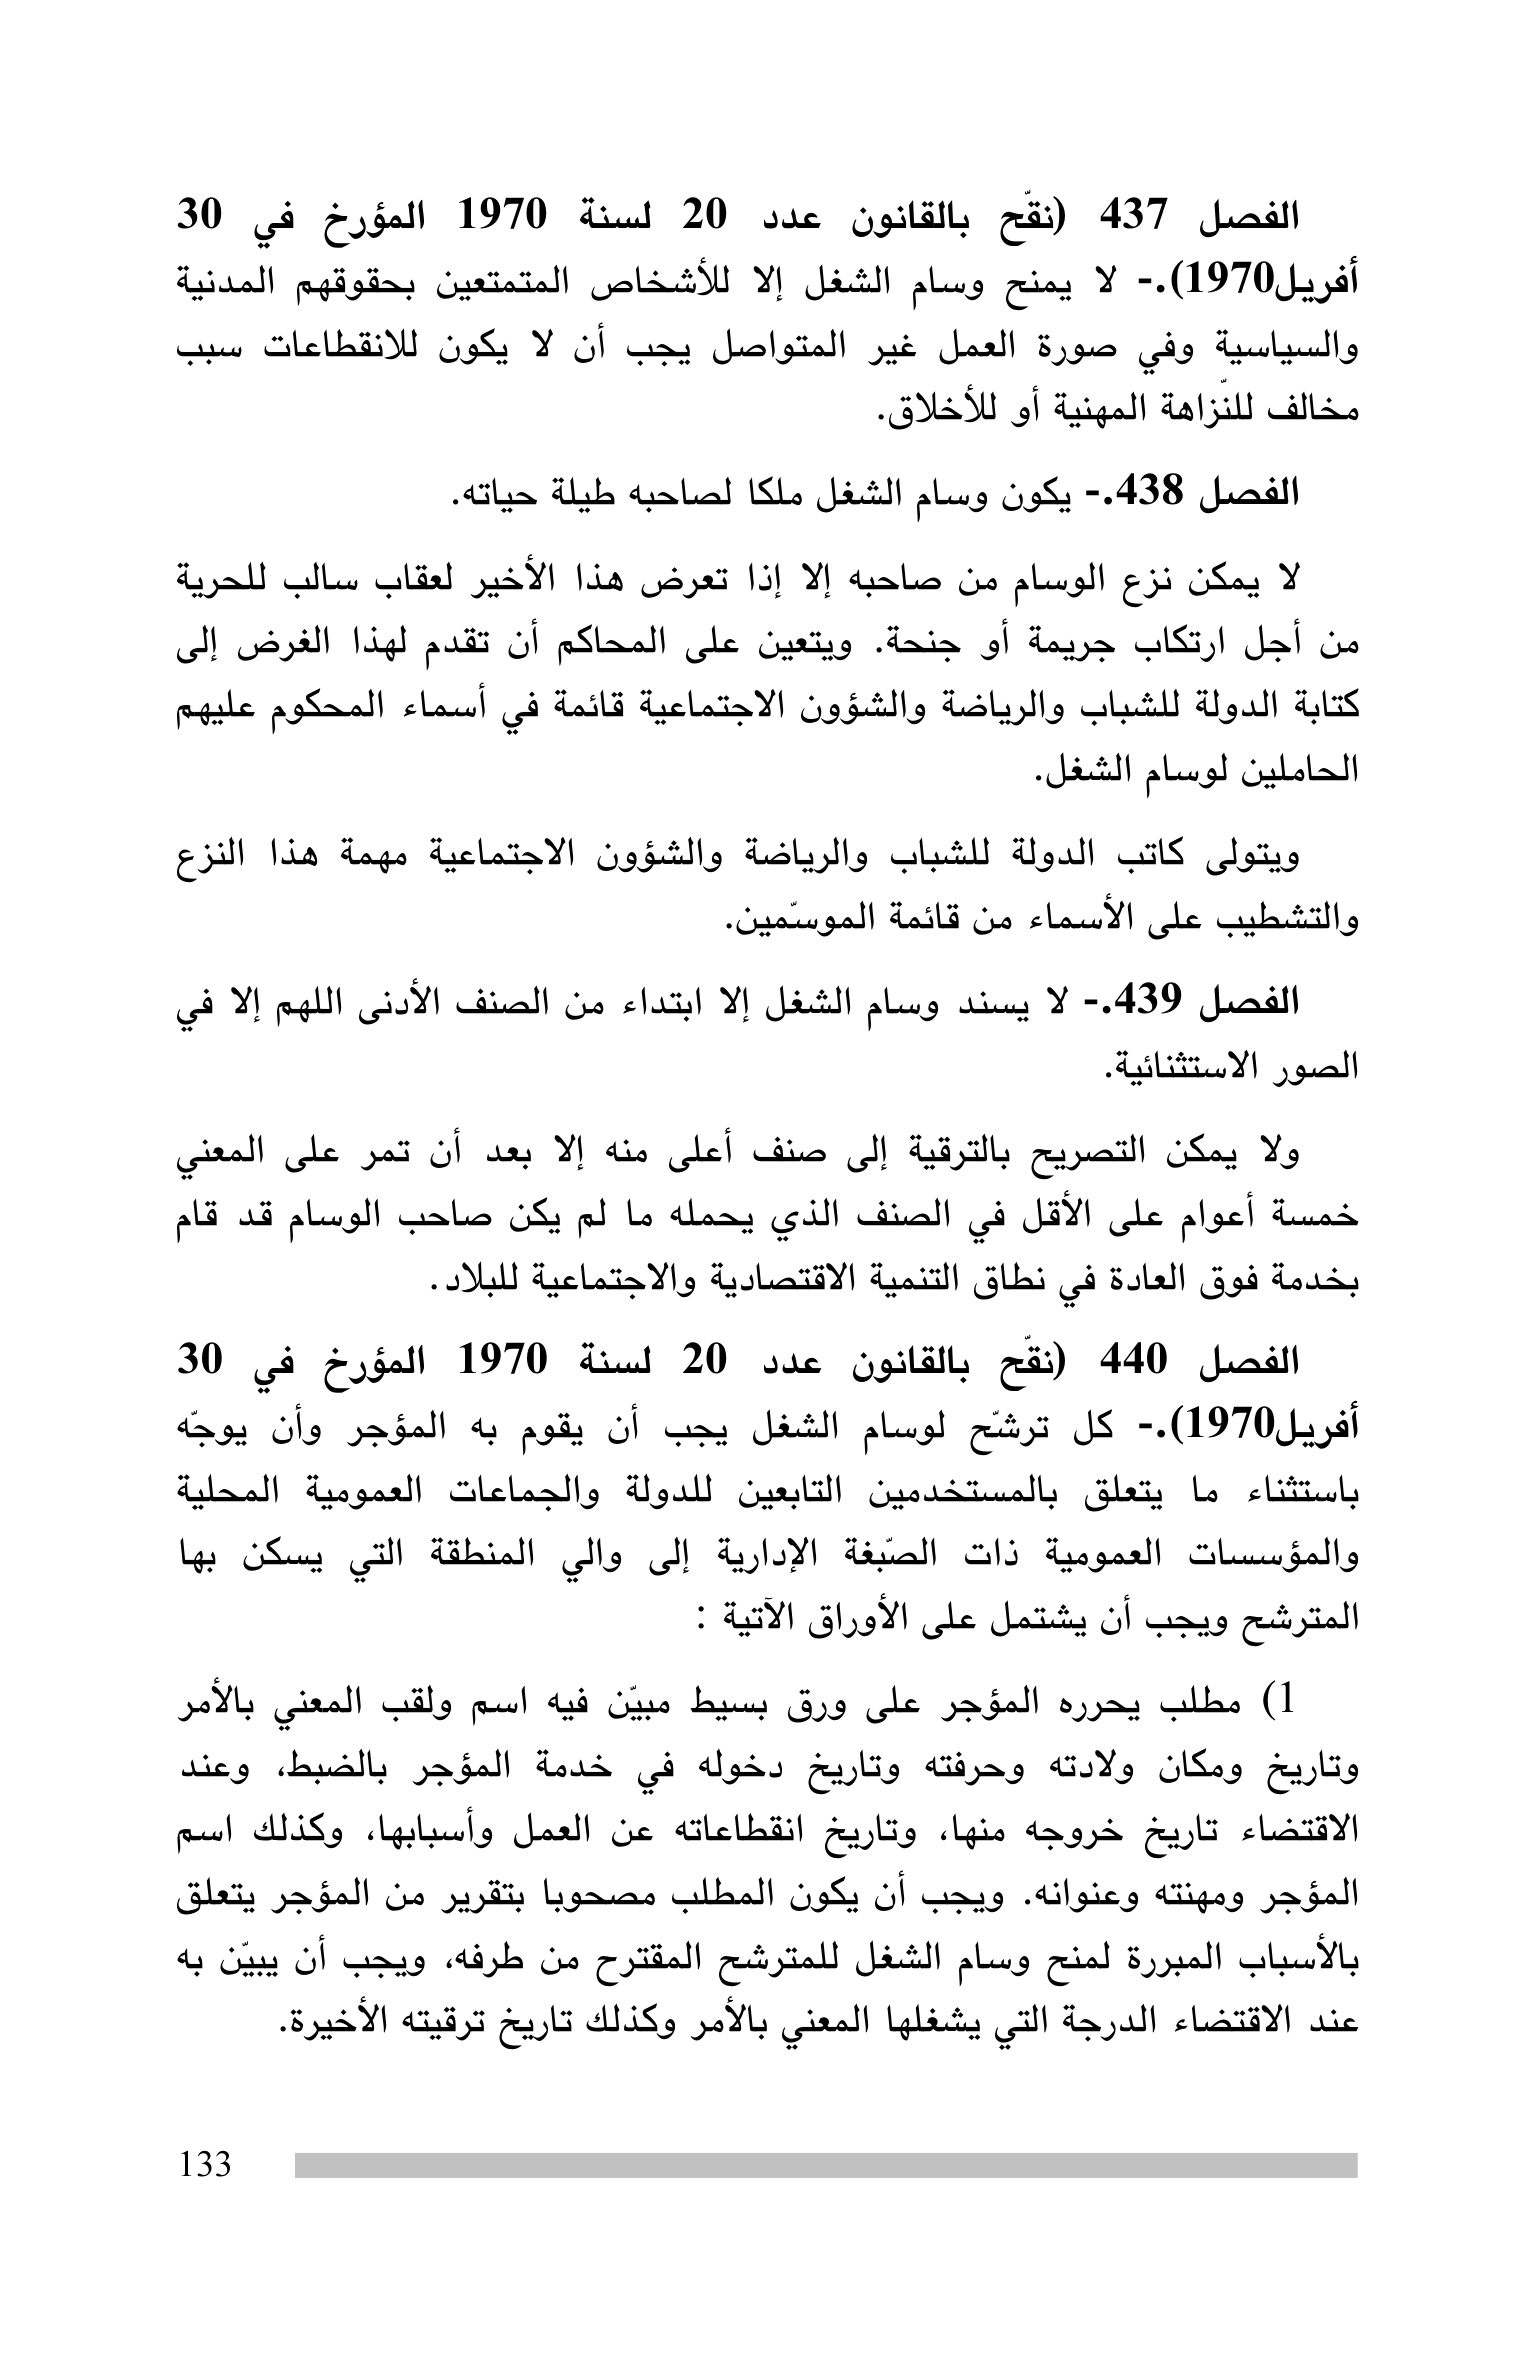 الفصل 437 (نقّح بالقانون عدد 20 لسنة 1970 المؤرخ في 30
أفريل1970).- لا يمنح وسام الشغل إلا للأشخاص المتمتعين بحقوقهم المدنية
والسياسية وفي صورة العمل غير المتواصل يجب أن لا يكون للانقطاعات سبب
مخالف للنّزاهة المهنية أو للأخلاق.
الفصل 438.- يكون وسام الشغل ملكا لصاحبه طيلة حياته.
لا يمكن نزع الوسام من صاحبه إلا إذا تعرض هذا الأخير لعقاب سالب للحرية
من أجل ارتكاب جريمة أو جنحة. ويتعين على المحاكم أن تقدم لهذا الغرض إلى
كتابة الدولة للشباب والرياضة والشؤون الاجتماعية قائمة في أسماء المحكوم عليهم
الحاملين لوسام الشغل.
ويتولى كاتب الدولة للشباب والرياضة والشؤون الاجتماعية مهمة هذا النزع
والتشطيب على الأسماء من قائمة الموسّمين.
الفصل 439.- لا يسند وسام الشغل إلا ابتداء من الصنف الأدنى اللهم إلا في
الصور الاستثنائية.
ولا يمكن التصريح بالترقية إلى صنف أعلى منه إلا بعد أن تمر على المعني
خمسة أعوام على الأقل في الصنف الذي يحمله ما لم يكن صاحب الوسام قد قام
بخدمة فوق العادة في نطاق التنمية الاقتصادية والاجتماعية للبلاد.
الفصل 440 (نقّح بالقانون عدد 20 لسنة 1970 المؤرخ في 30
أفريل1970).- كل ترشّح لوسام الشغل يجب أن يقوم به المؤجر وأن يوجّه
باستثناء ما يتعلق بالمستخدمين التابعين للدولة والجماعات العمومية المحلية
والمؤسسات العمومية ذات الصّبغة الإدارية إلى والي المنطقة التي يسكن بها
المترشح ويجب أن يشتمل على الأوراق الآتية :
1) مطلب يحرره المؤجر على ورق بسيط مبيّن فيه اسم ولقب المعني بالأمر
وتاريخ ومكان ولادته وحرفته وتاريخ دخوله في خدمة المؤجر بالضبط، وعند
الاقتضاء تاريخ خروجه منها، وتاريخ انقطاعاته عن العمل وأسبابها، وكذلك اسم
المؤجر ومهنته وعنوانه. ويجب أن يكون المطلب مصحوبا بتقرير من المؤجر يتعلق
بالأسباب المبررة لمنح وسام الشغل للمترشح المقترح من طرفه، ويجب أن يبيّن به
عند الاقتضاء الدرجة التي يشغلها المعني بالأمر وكذلك تاريخ ترقيته الأخيرة.
133